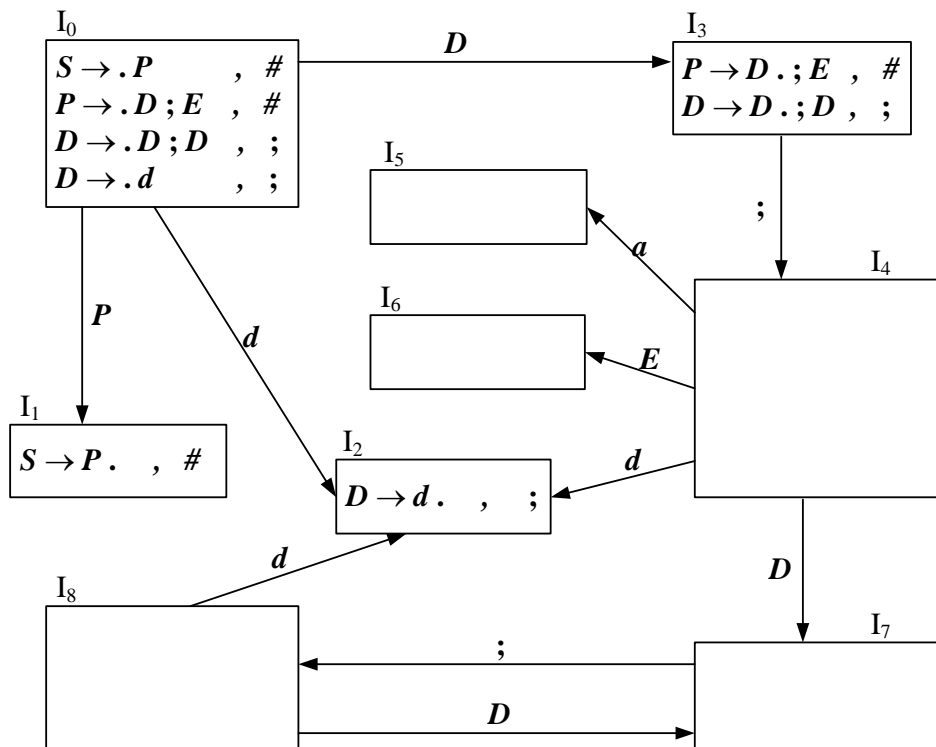 I0
S → . P , #
P → . D ; E , #
D → . D ; D , ;
D → . d , ;
D
I3
P → D . ; E , #
D → D . ; D , ;
I5
;
a
I4
I6
P
d
E
I1
S → P . , #
I2
D → d . , ;
d
d
D
I8
I7
;
D